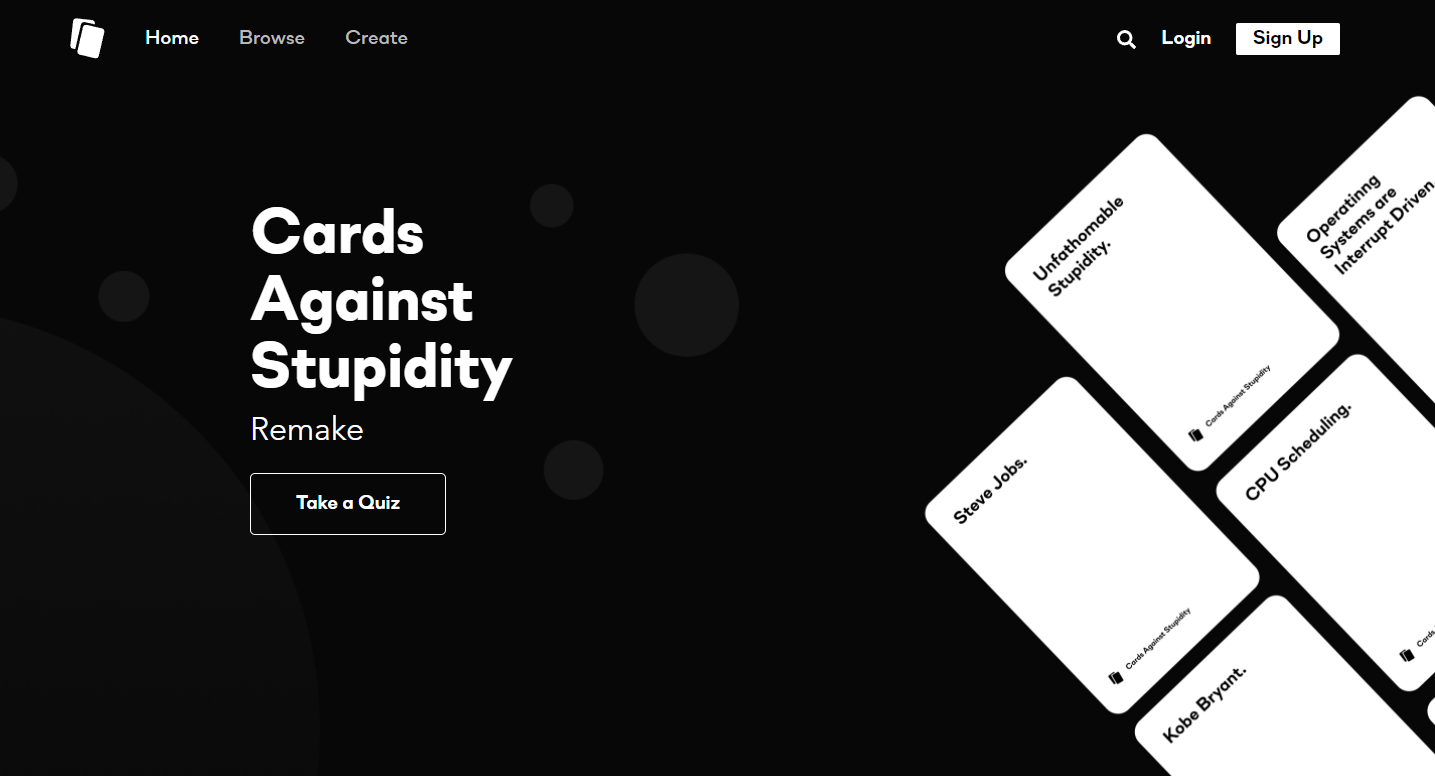 Home
Browse
Create
Login
Sign Up
Cards
Against
Stupidity
Remake
Take a Quiz
Unfathomable
Stupidity.
Cards Against Stupidity
Operatinng
Systems are
Interrupt Driven
Steve Jobs.
Cards Against Stupidity
CPU Scheduling.
Cards
Kobe Bryant.